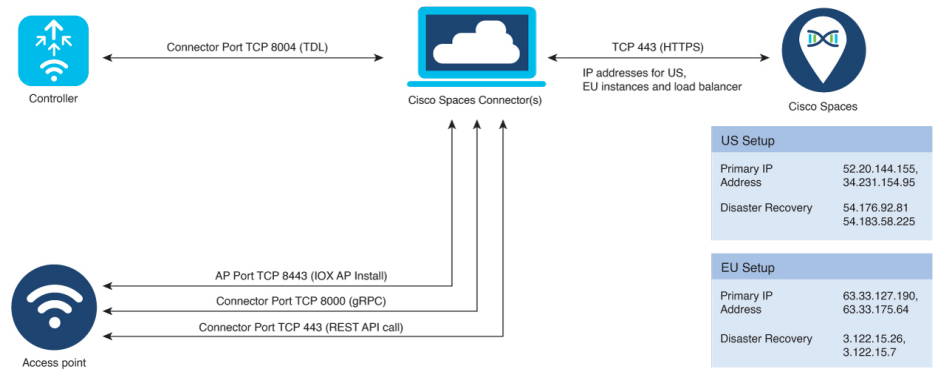 Connector Port TCP 8004 (TDL)
TCP 443 (HTTPS)
IP addresses for US,
EU instances and load balancer
Controller
Cisco Spaces Connector(s)
Cisco Spaces
US Setup
Primary IP Address
52.20.144.155,
34.231.154.95
Disaster Recovery
54.176.92.81
54.183.58.225
AP Port TCP 8443 (IOX AP Install)
Connector Port TCP 8000 (gRPC)
Connector Port TCP 443 (REST API call)
Access point
EU Setup
Primary IP Address
63.33.127.190,
63.33.175.64
Disaster Recovery
3.122.15.26,
3.122.15.7